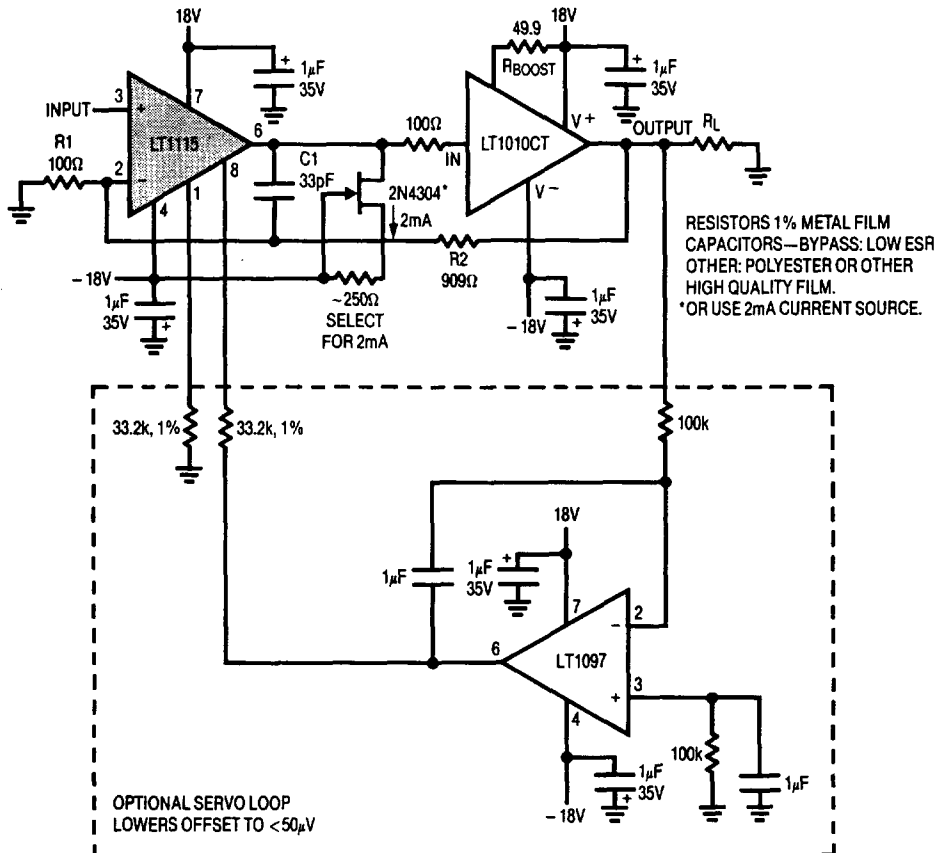 18V
+
1µF
35V
49.9
RBOOST
18V
+
1µF
35V
INPUT
3
+
7
LT1115
6
100Ω
IN
LT1010CT
V+
V−
OUTPUT
RL
R1
100Ω
2
−
4
1
8
C1
33pF
2N4304*
2mA
R2
909Ω
−18V
1µF
35V
+
~250Ω
SELECT
FOR 2mA
−18V
1µF
35V
+
RESISTORS 1% METAL FILM
CAPACITORS—BYPASS: LOW ESR
OTHER: POLYESTER OR OTHER
HIGH QUALITY FILM.
*OR USE 2mA CURRENT SOURCE.
33.2k, 1%
33.2k, 1%
100k
18V
1µF
1µF
35V
+
7
2
−
6
LT1097
3
+
4
100k
1µF
1µF
35V
+
−18V
OPTIONAL SERVO LOOP
LOWERS OFFSET TO <50µV